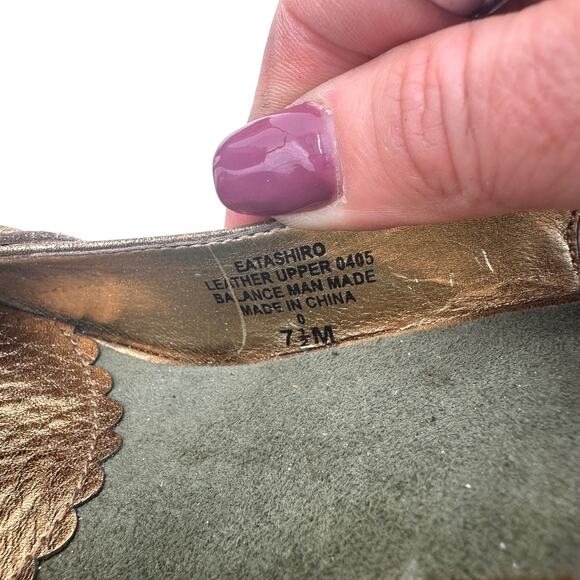 EATASHIRO
LEATHER UPPER 0405
BALANCE MAN MADE
MADE IN CHINA
0
7½M